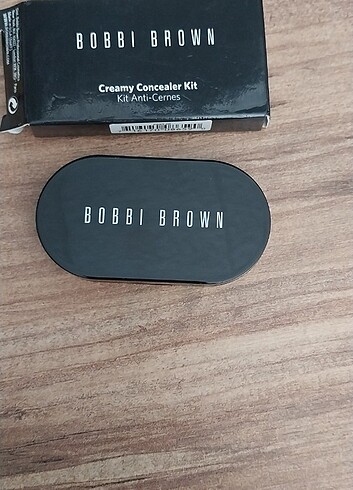 BOBBI BROWN
Creamy Concealer Kit
Kit Anti-Cernes
BOBBI BROWN